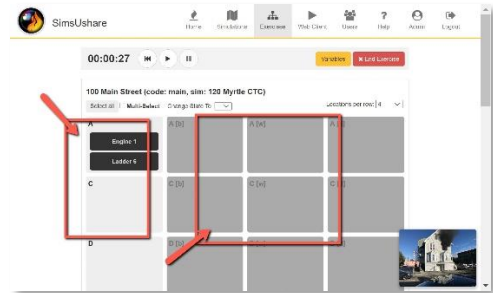 SimsUshare
Home Simulations Exercises Web Client Users Help Admin Logout
00:00:27 Variables End Exercise
100 Main Street (code: main, sim: 120 Myrtle CTC)
Select all Multi-Select Change State To Locations per row: 4
A A [b] A [w]
Engine 1
Ladder 6
C C [b] C [w]
D D [b] D [w]